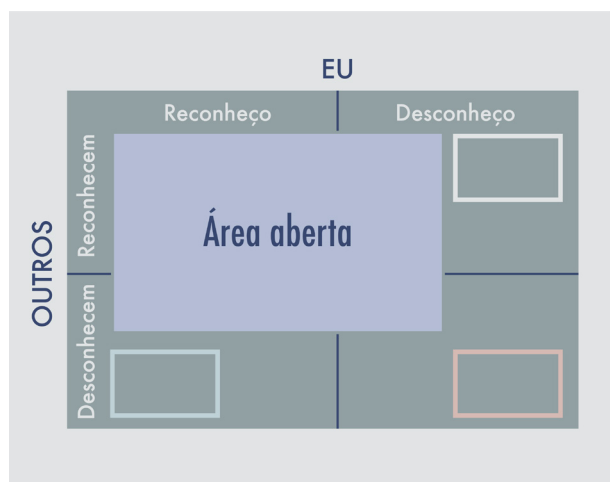 EU
Reconheço
Desconheço
OUTROS
Reconhecem
Área aberta
Desconhecem